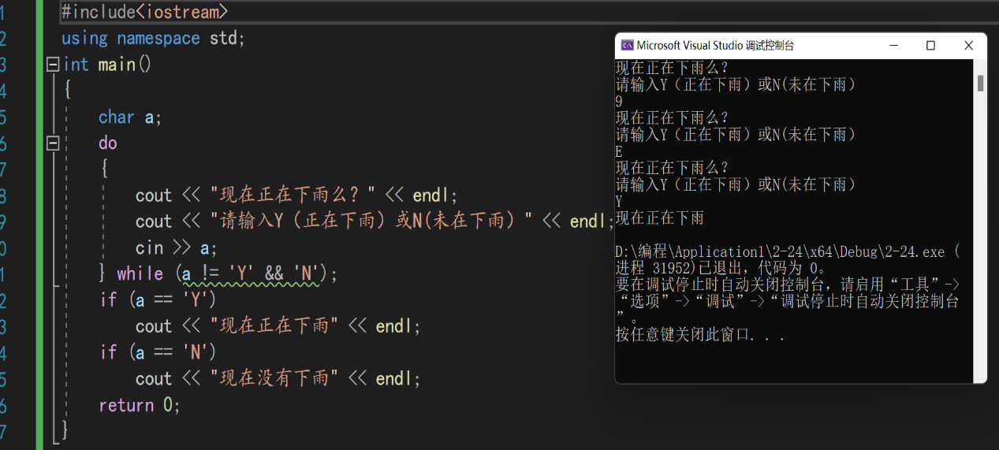 1 #include<iostream>
2 using namespace std;
3 int main()
4 {
5 char a;
6 do
7 {
8 cout << "现在正在下雨么？" << endl;
9 cout << "请输入Y（正在下雨）或N(未在下雨）" << endl;
0 cin >> a;
1 } while (a != 'Y' && 'N');
2 if (a == 'Y')
3 cout << "现在正在下雨" << endl;
4 if (a == 'N')
5 cout << "现在没有下雨" << endl;
6 return 0;
7 }
Microsoft Visual Studio 调试控制台
现在正在下雨么？
请输入Y（正在下雨）或N(未在下雨）
9
现在正在下雨么？
请输入Y（正在下雨）或N(未在下雨）
E
现在正在下雨么？
请输入Y（正在下雨）或N(未在下雨）
Y
现在正在下雨
D:\编程\Application1\2-24\x64\Debug\2-24.exe (
进程 31952)已退出，代码为 0。
要在调试停止时自动关闭控制台，请启用“工具”->
“选项”->“调试”->“调试停止时自动关闭控制台
”。
按任意键关闭此窗口. . .